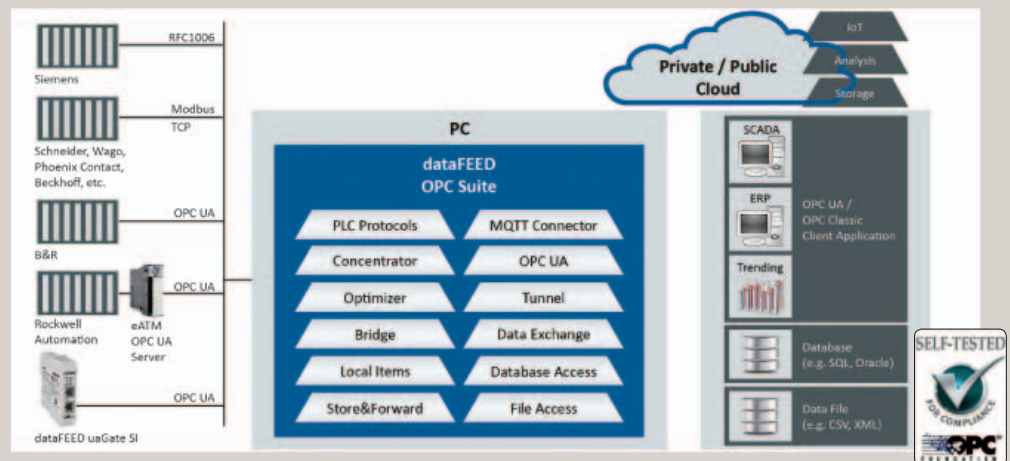 RFC1006
Siemens
Modbus
TCP
Schneider, Wago,
Phoenix Contact,
Beckhoff, etc.
OPC UA
B&R
OPC UA
Rockwell
Automation
eATM
OPC UA
Server
OPC UA
dataFEED uaGate SI
PC
dataFEED
OPC Suite
PLC Protocols
MQTT Connector
Concentrator
OPC UA
Optimizer
Tunnel
Bridge
Data Exchange
Local Items
Database Access
Store&Forward
File Access
Private / Public
Cloud
IoT
Analysis
Storage
SCADA
ERP
Trending
OPC UA /
OPC Classic
Client Application
Database
(e.g. SQL, Oracle)
Data File
(e.g. CSV, XML)
SELF-TESTED
FOR COMPLIANCE
OPC
FOUNDATION